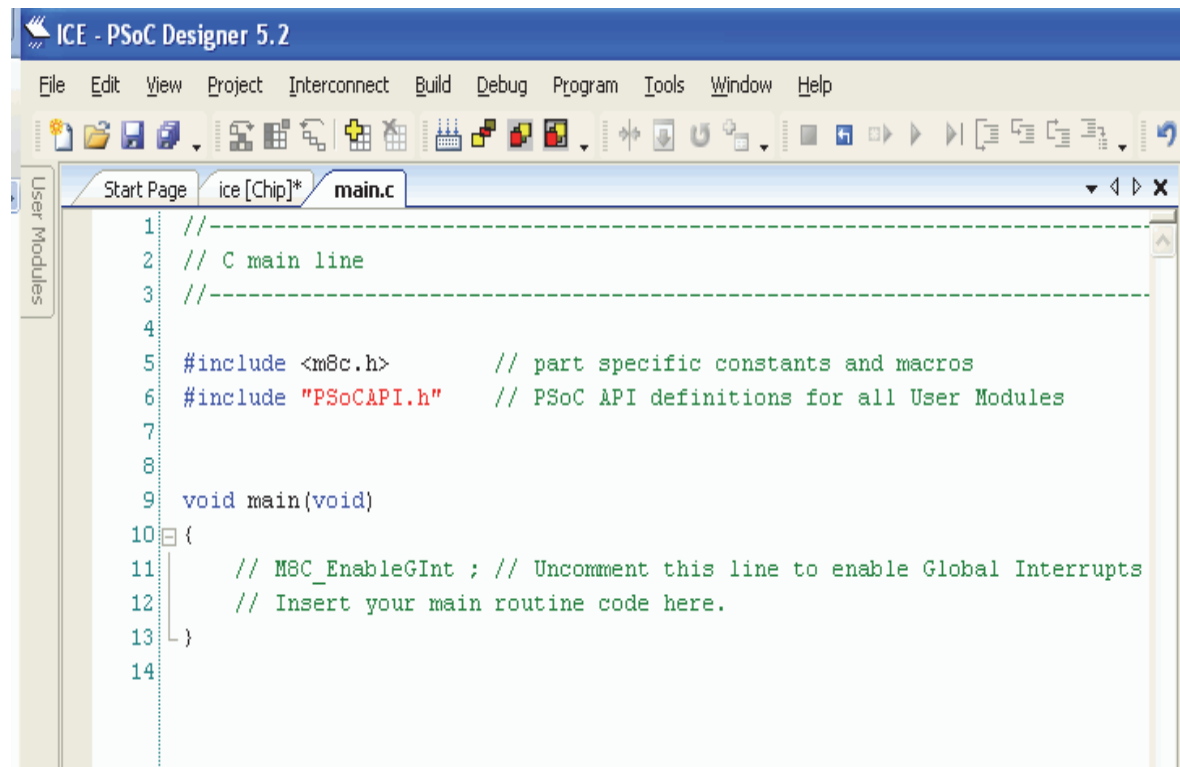 ICE - PSoC Designer 5.2
File Edit View Project Interconnect Build Debug Program Tools Window Help
User Modules
Start Page ice [Chip]* main.c
1 //------------------------------------------------------------------------
2 // C main line
3 //------------------------------------------------------------------------
4
5 #include <m8c.h> // part specific constants and macros
6 #include "PSoCAPI.h" // PSoC API definitions for all User Modules
7
8
9 void main(void)
10 {
11 // M8C_EnableGInt ; // Uncomment this line to enable Global Interrupts
12 // Insert your main routine code here.
13 }
14